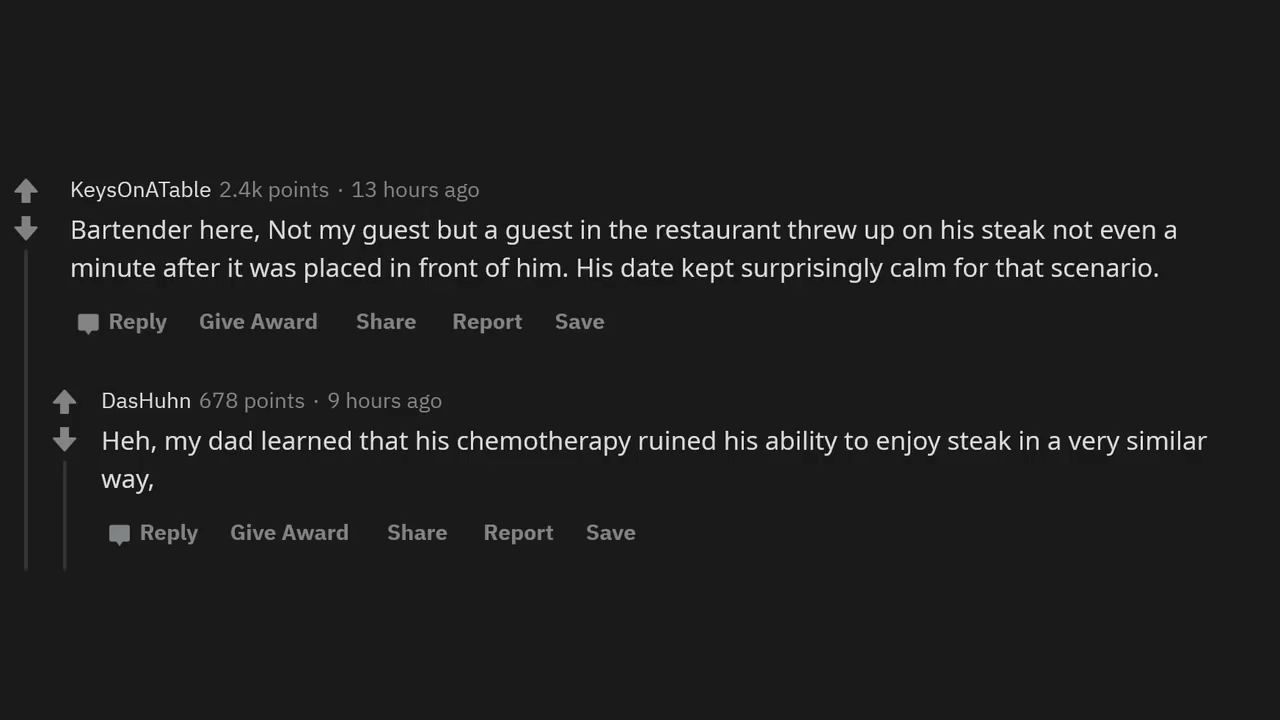 KeysOnATable 2.4k points · 13 hours ago
Bartender here, Not my guest but a guest in the restaurant threw up on his steak not even a
minute after it was placed in front of him. His date kept surprisingly calm for that scenario.
Reply Give Award Share Report Save
DasHuhn 678 points · 9 hours ago
Heh, my dad learned that his chemotherapy ruined his ability to enjoy steak in a very similar
way,
Reply Give Award Share Report Save